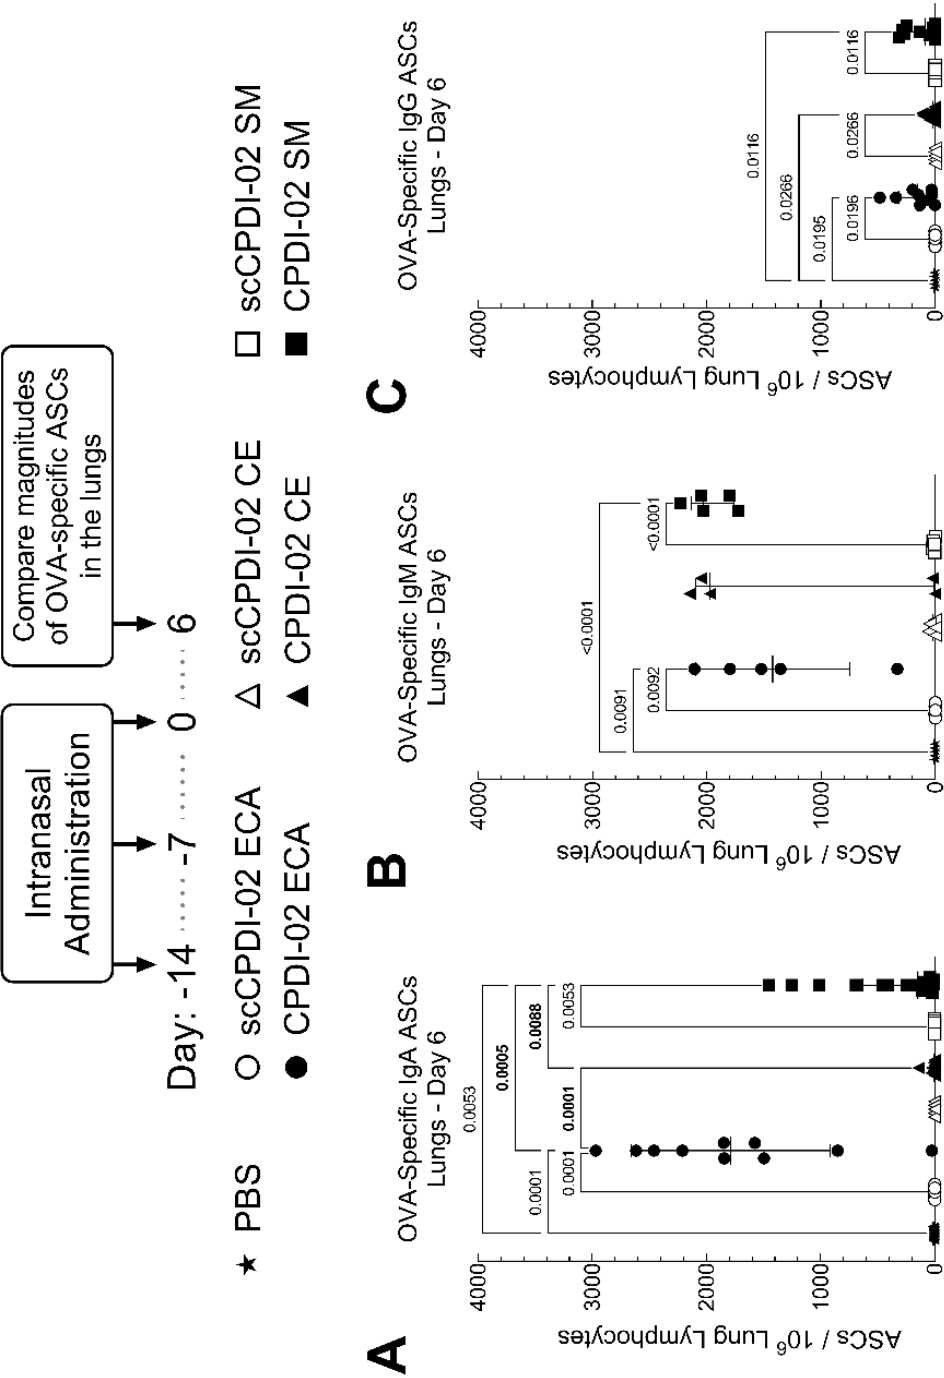 Intranasal
Administration
Compare magnitudes
of OVA-specific ASCs
in the lungs
Day: -14 ······ -7 ······ 0 ······ 6
★ PBS
○ scCPDI-02 ECA
△ scCPDI-02 CE
□ scCPDI-02 SM
● CPDI-02 ECA
▲ CPDI-02 CE
■ CPDI-02 SM
A
OVA-Specific IgA ASCs
Lungs - Day 6
ASCs / 10⁶ Lung Lymphocytes
4000
3000
2000
1000
0
0.0053
0.0005
0.0001
0.0088
0.0001
0.0001
0.0053
B
OVA-Specific IgM ASCs
Lungs - Day 6
ASCs / 10⁶ Lung Lymphocytes
4000
3000
2000
1000
0
<0.0001
0.0091
0.0092
<0.0001
C
OVA-Specific IgG ASCs
Lungs - Day 6
ASCs / 10⁶ Lung Lymphocytes
4000
3000
2000
1000
0
0.0116
0.0266
0.0195
0.0196
0.0266
0.0116